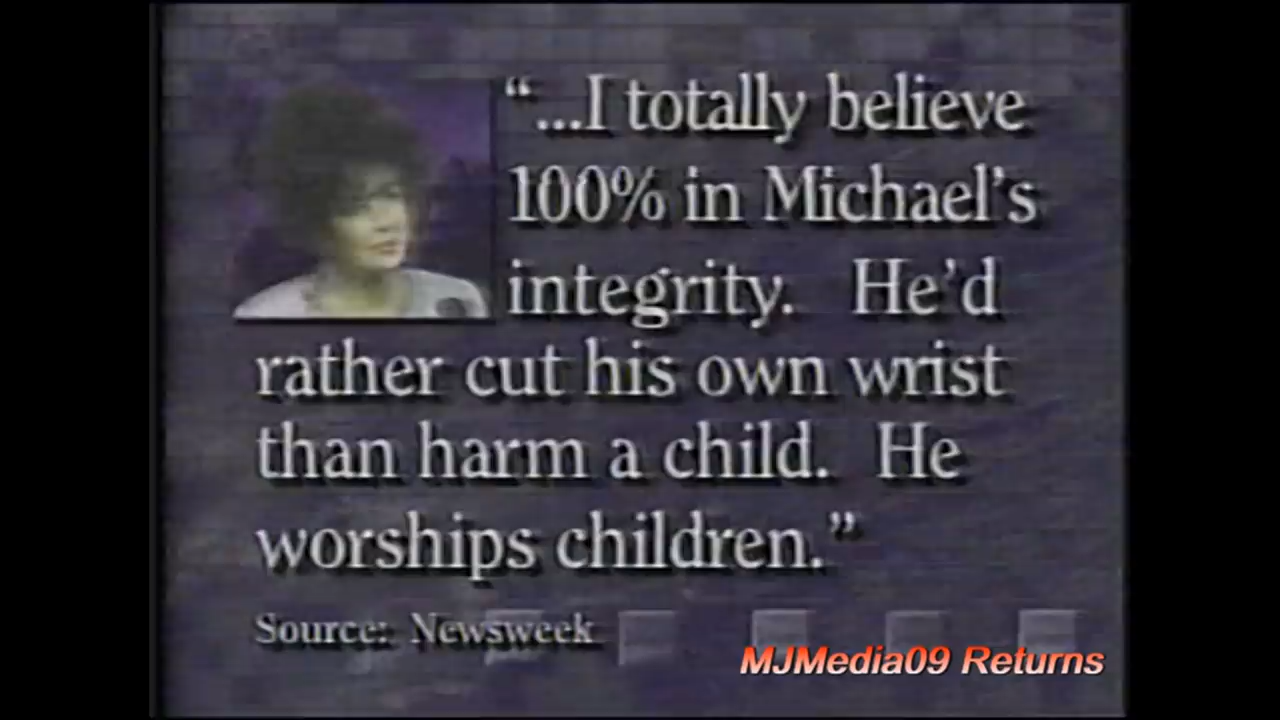 “...I totally believe
100% in Michael’s
integrity.  He’d
rather cut his own wrist
than harm a child.  He
worships children.”
Source: Newsweek
MJMedia09 Returns